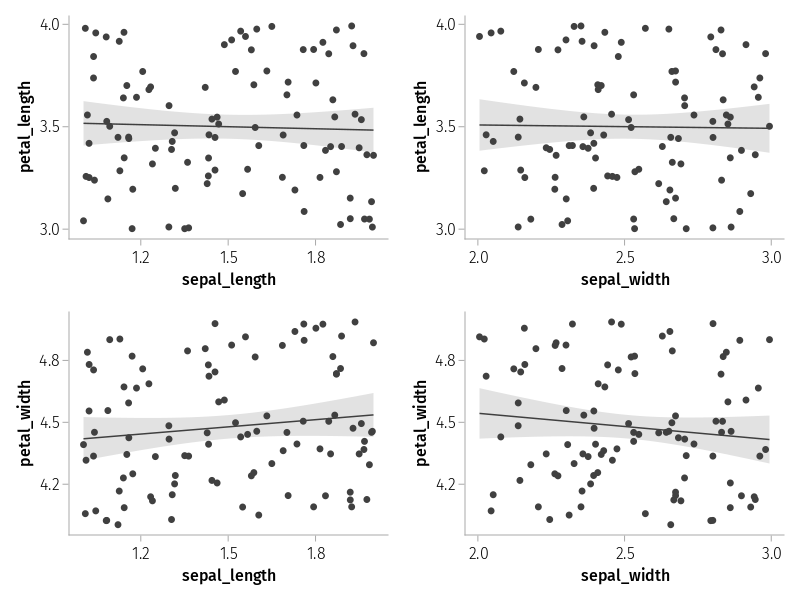 4.0
3.5
3.0
petal_length
1.2 1.5 1.8
sepal_length
petal_length
4.0
3.5
3.0
2.0 2.5 3.0
sepal_width
petal_width
4.8
4.5
4.2
1.2 1.5 1.8
sepal_length
petal_width
4.8
4.5
4.2
2.0 2.5 3.0
sepal_width